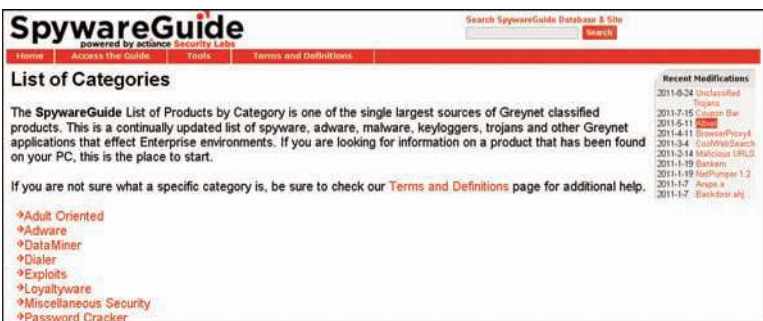 SpywareGuide
powered by actiance Security Labs
Search SpywareGuide Database & Site
Search
Home Access the Guide Tools Terms and Definitions
List of Categories
The SpywareGuide List of Products by Category is one of the single largest sources of Greynet classified
products. This is a continually updated list of spyware, adware, malware, keyloggers, trojans and other Greynet
applications that effect Enterprise environments. If you are looking for information on a product that has been found
on your PC, this is the place to start.
If you are not sure what a specific category is, be sure to check our Terms and Definitions page for additional help.
Adult Oriented
Adware
DataMiner
Dialer
Exploits
Loyaltyware
Miscellaneous Security
Password Cracker
Recent Modifications
2011-8-24 Unclassified
Trojans
2011-7-15 Coupon Bar
2011-5-11
2011-4-11 BrowserProxy4
2011-3-4 CoolWebSearch
2011-2-14 Malicious URLS
2011-1-19 Bankem
2011-1-19 NetPumper 1.2
2011-1-7
2011-1-7 Backdoor.ahj